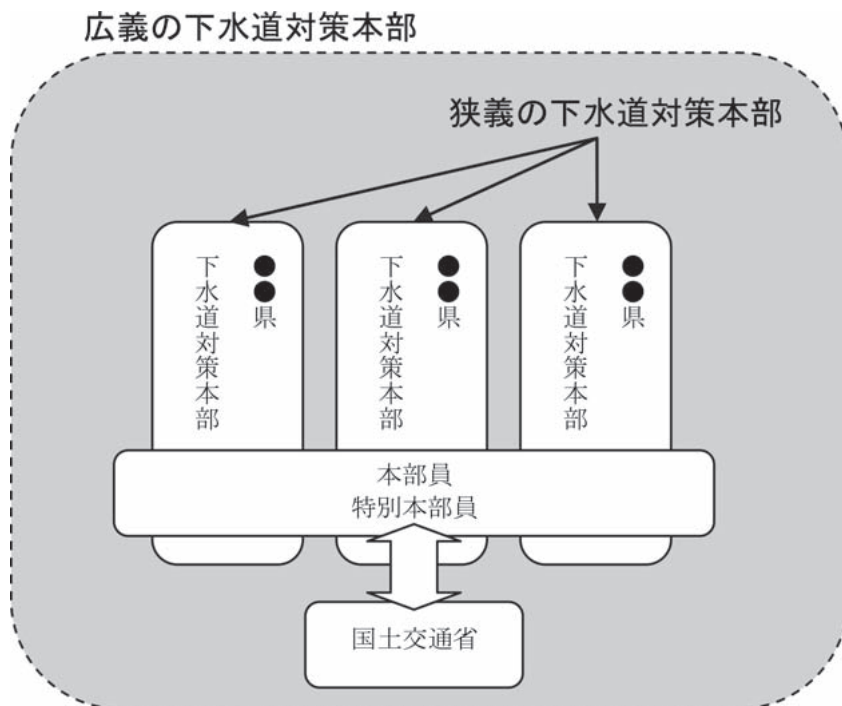 広義の下水道対策本部
狭義の下水道対策本部
●●県
下水道対策本部
●●県
下水道対策本部
●●県
下水道対策本部
本部員
特別本部員
国土交通省